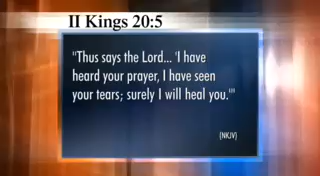 II Kings 20:5
"Thus says the Lord... 'I have
heard your prayer, I have seen
your tears; surely I will heal you.'"
(NKJV)